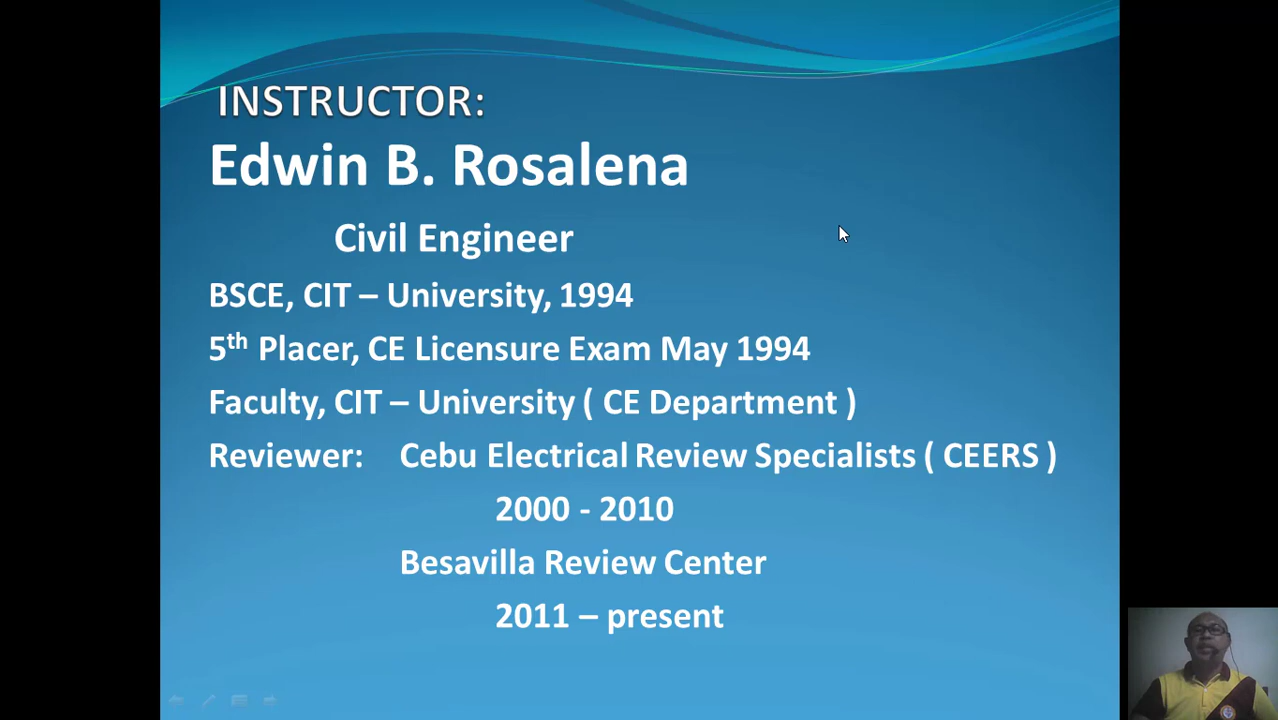 INSTRUCTOR:
Edwin B. Rosalena
Civil Engineer
BSCE, CIT – University, 1994
5th Placer, CE Licensure Exam May 1994
Faculty, CIT – University ( CE Department )
Reviewer: Cebu Electrical Review Specialists ( CEERS )
2000 - 2010
Besavilla Review Center
2011 – present